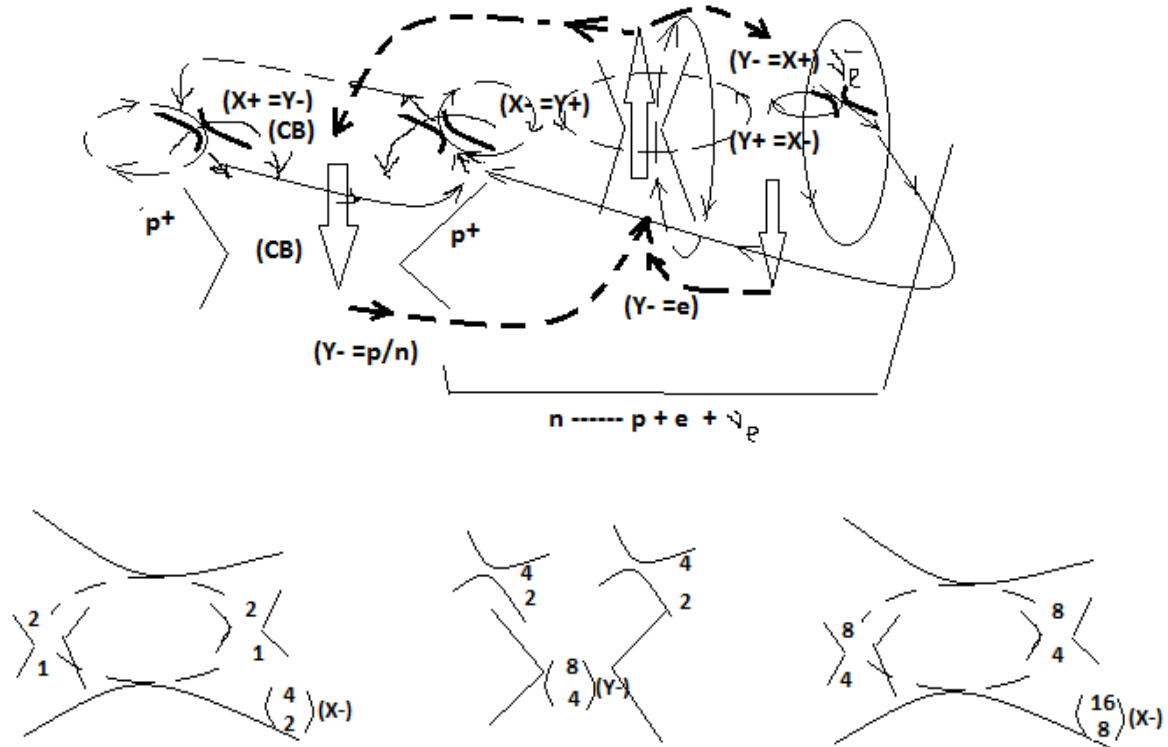 (Y- =X+)
ν̅e
(X+ =Y-)
(X- =Y+)
(CB)
(Y+ =X-)
p+
(CB)
p+
(Y- =e)
(Y- =p/n)
n ------ p + e + νe
4
4
2
2
2
2
8
8
1
1
8
4
(Y-)
4
4
4
2
(X-)
16
8
(X-)